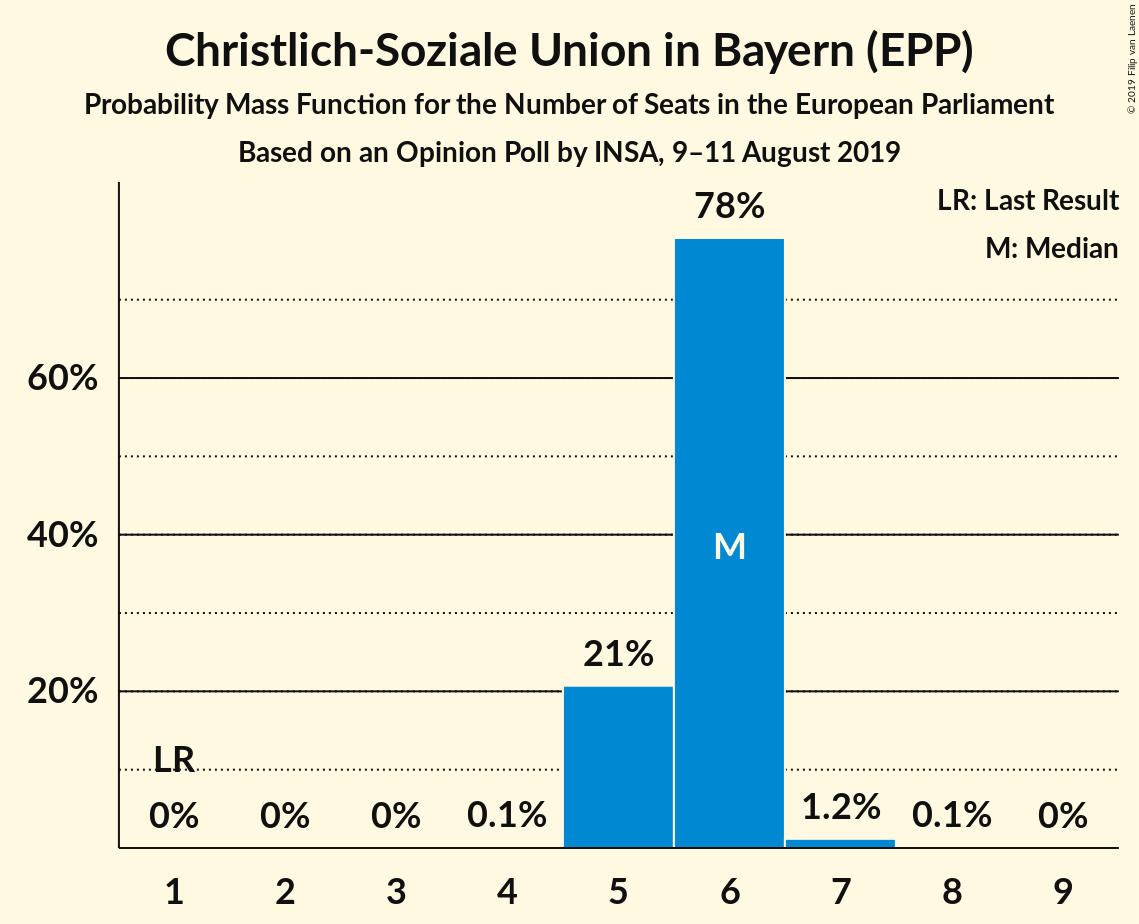 Christlich-Soziale Union in Bayern (EPP)
Probability Mass Function for the Number of Seats in the European Parliament
Based on an Opinion Poll by INSA, 9–11 August 2019
© 2019 Filip van Laenen
LR: Last Result
M: Median
78%
60%
40%
M
21%
20%
LR
0% 0% 0% 0.1% 1.2% 0.1% 0%
1 2 3 4 5 6 7 8 9